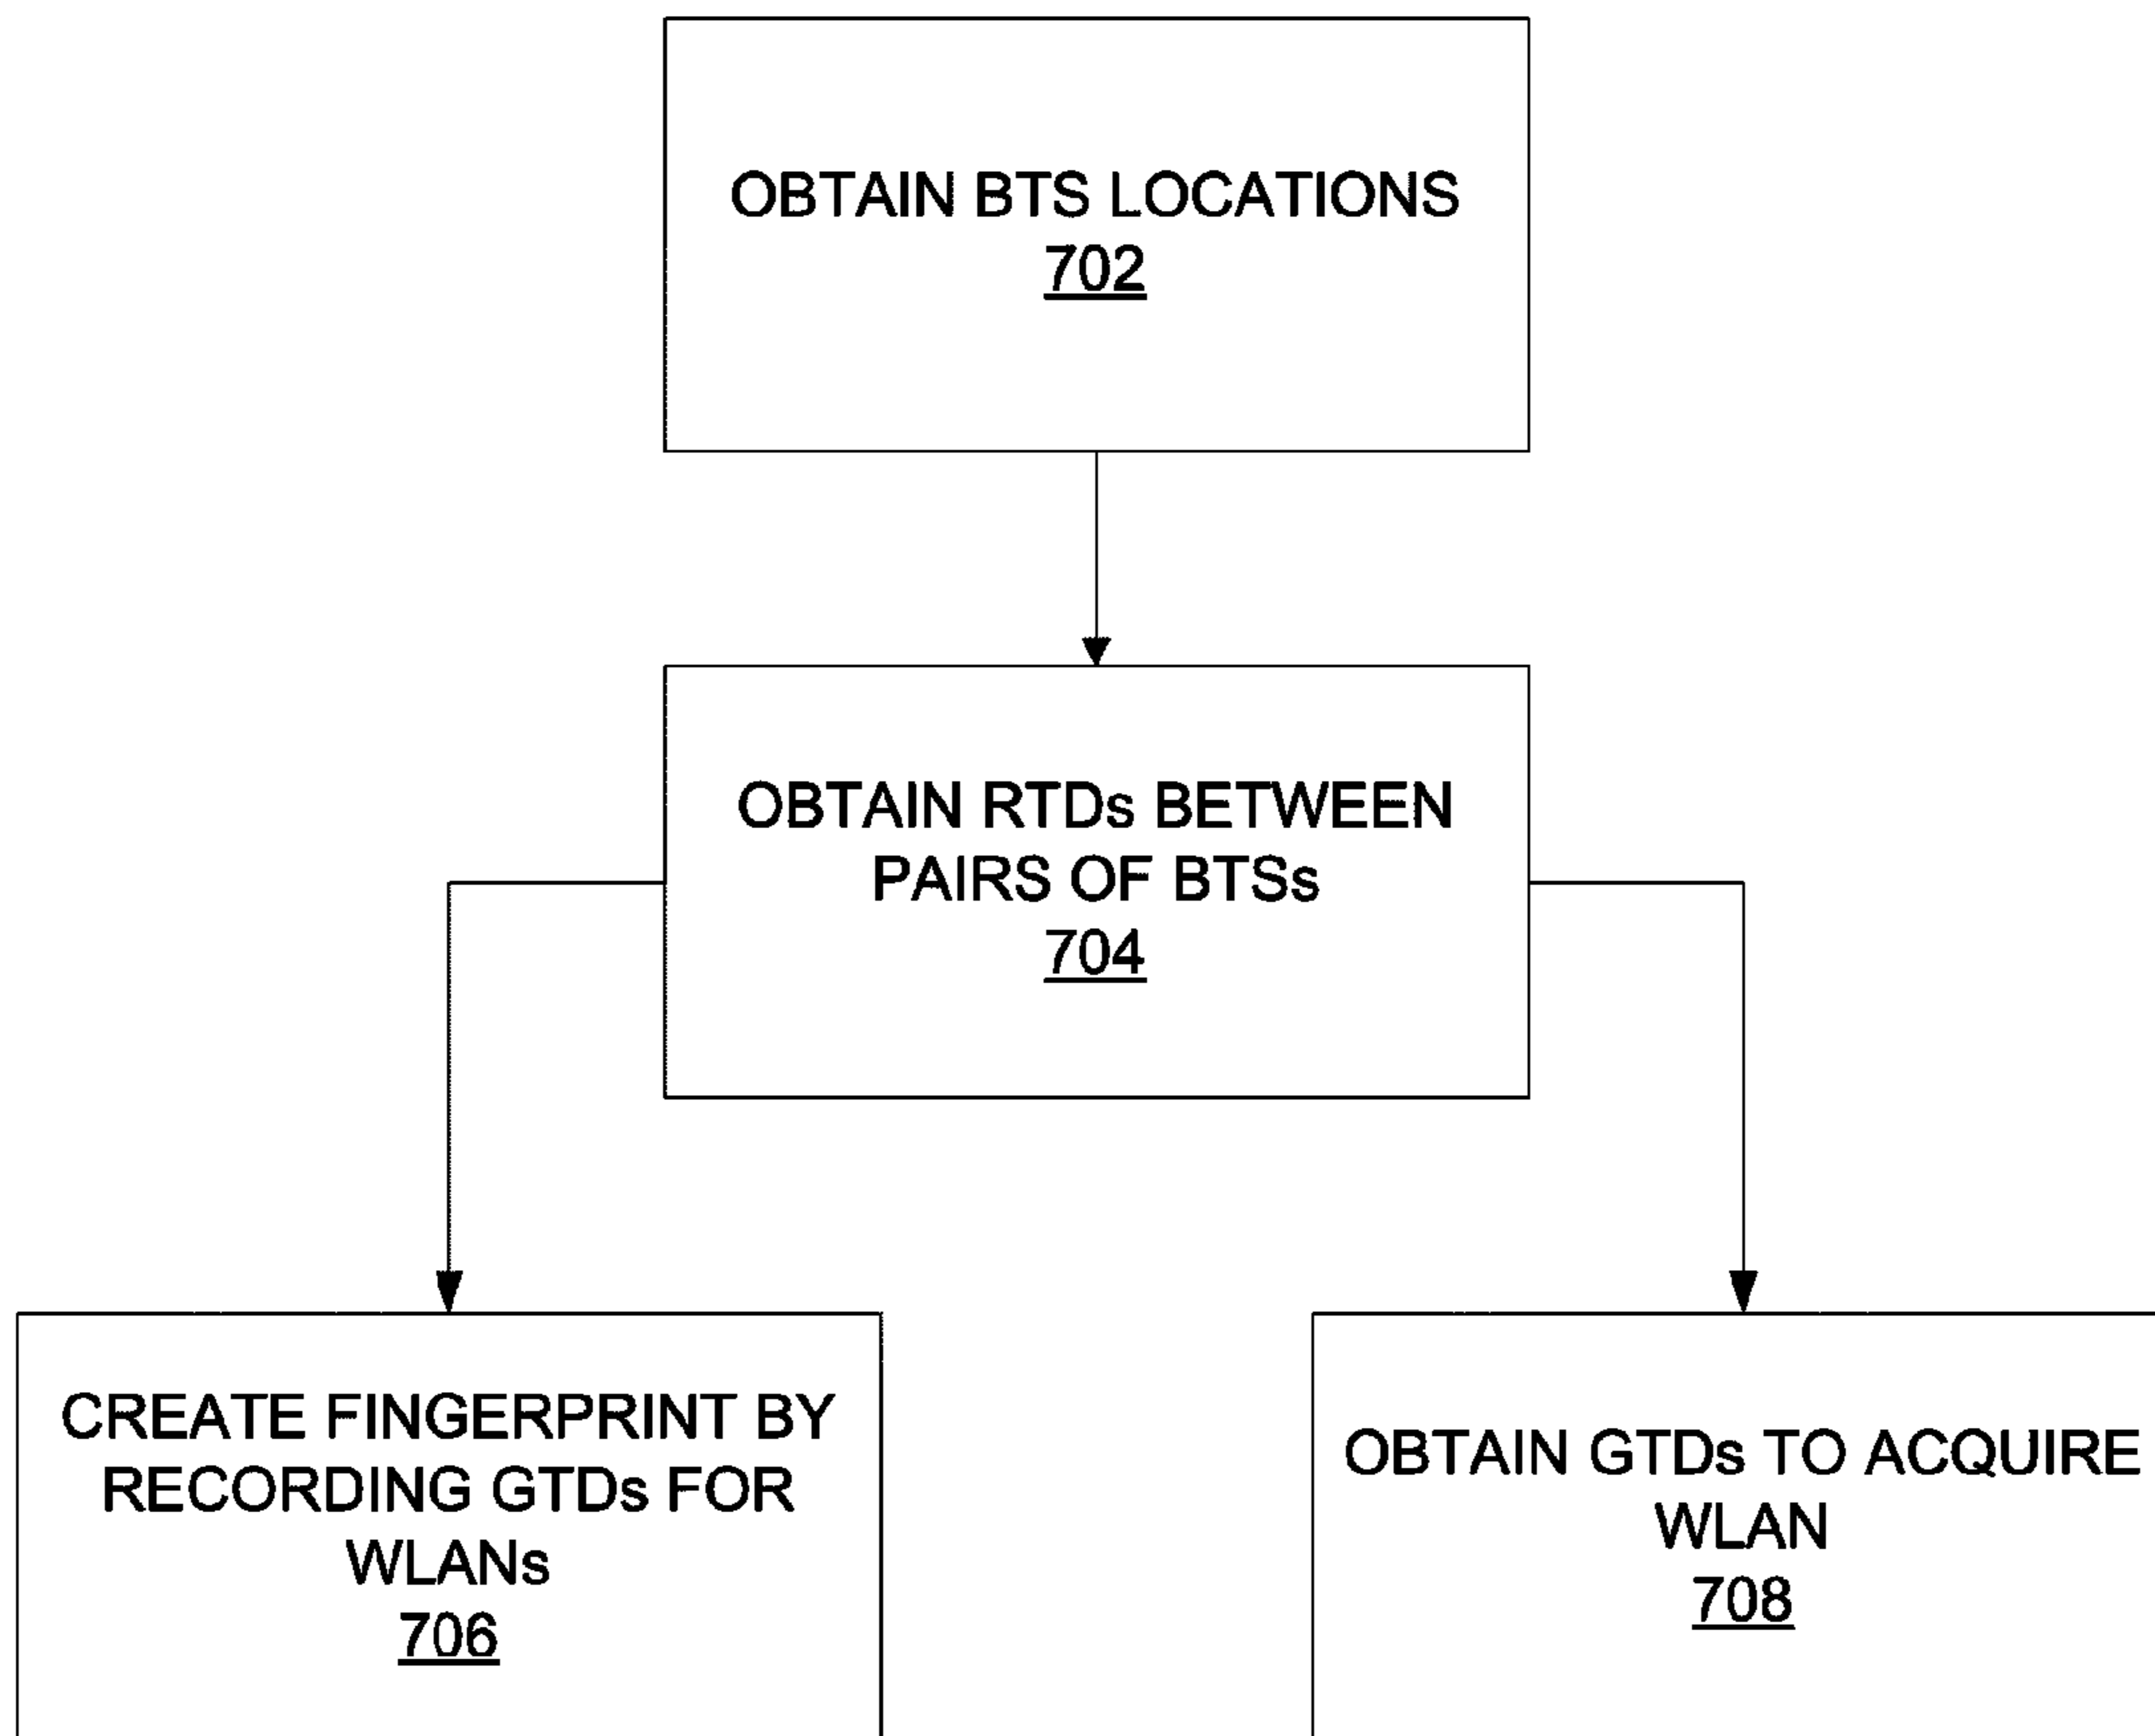 OBTAIN BTS LOCATIONS
702
OBTAIN RTDs BETWEEN
PAIRS OF BTSs
704
CREATE FINGERPRINT BY
RECORDING GTDs FOR
WLANs
706
OBTAIN GTDs TO ACQUIRE
WLAN
708